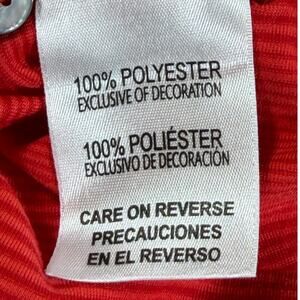 100% POLYESTER
EXCLUSIVE OF DECORATION
100% POLIÉSTER
EXCLUSIVO DE DECORACIÓN
CARE ON REVERSE
PRECAUCIONES
EN EL REVERSO